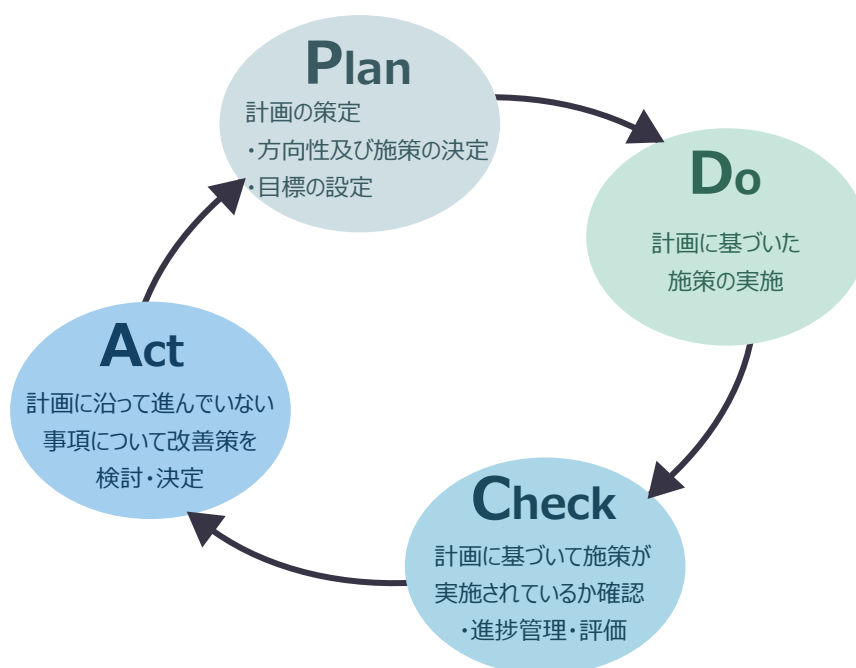 Plan
計画の策定
・方向性及び施策の決定
・目標の設定
Do
計画に基づいた
施策の実施
Check
計画に基づいて施策が
実施されているか確認
・進捗管理・評価
Act
計画に沿って進んでいない
事項について改善策を
検討・決定